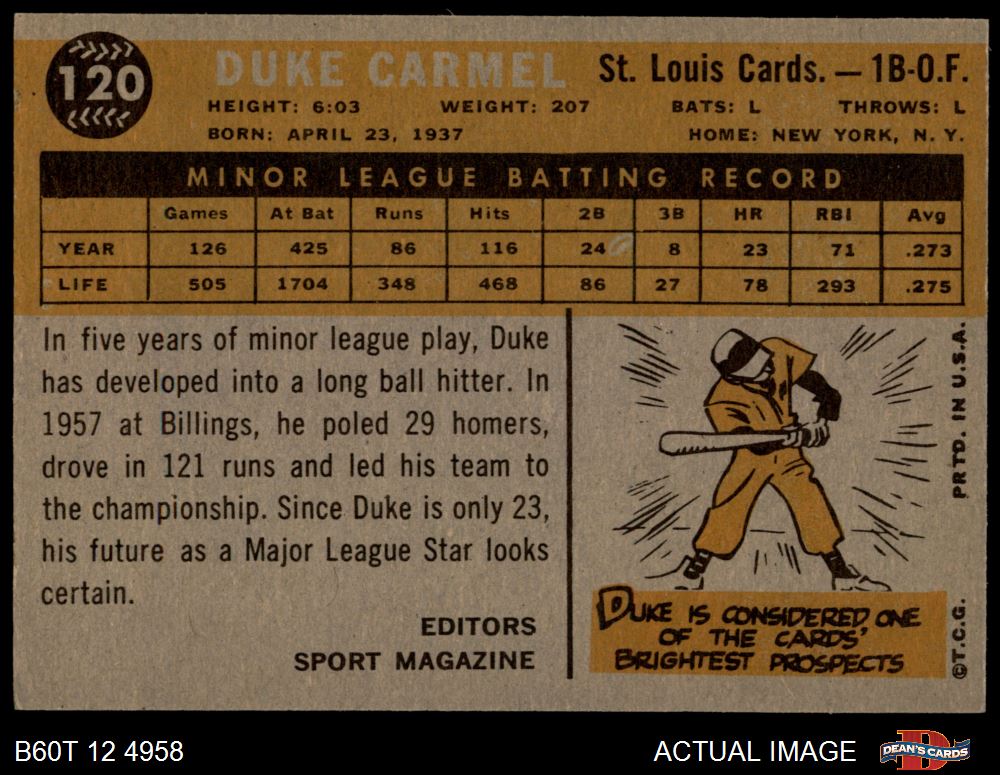 120
DUKE CARMEL St. Louis Cards. — 1B-O.F.
HEIGHT: 6:03 WEIGHT: 207 BATS: L THROWS: L
BORN: APRIL 23, 1937 HOME: NEW YORK, N. Y.
MINOR LEAGUE BATTING RECORD
Games At Bat Runs Hits 2B 3B HR RBI Avg
YEAR 126 425 86 116 24 8 23 71 .273
LIFE 505 1704 348 468 86 27 78 293 .275
In five years of minor league play, Duke
has developed into a long ball hitter. In
1957 at Billings, he poled 29 homers,
drove in 121 runs and led his team to
the championship. Since Duke is only 23,
his future as a Major League Star looks
certain.
EDITORS
SPORT MAGAZINE
DUKE IS CONSIDERED ONE
OF THE CARDS'
BRIGHTEST PROSPECTS
©T.C.G. PRTD. IN U.S.A.
B60T 12 4958 ACTUAL IMAGE DEAN'S CARDS